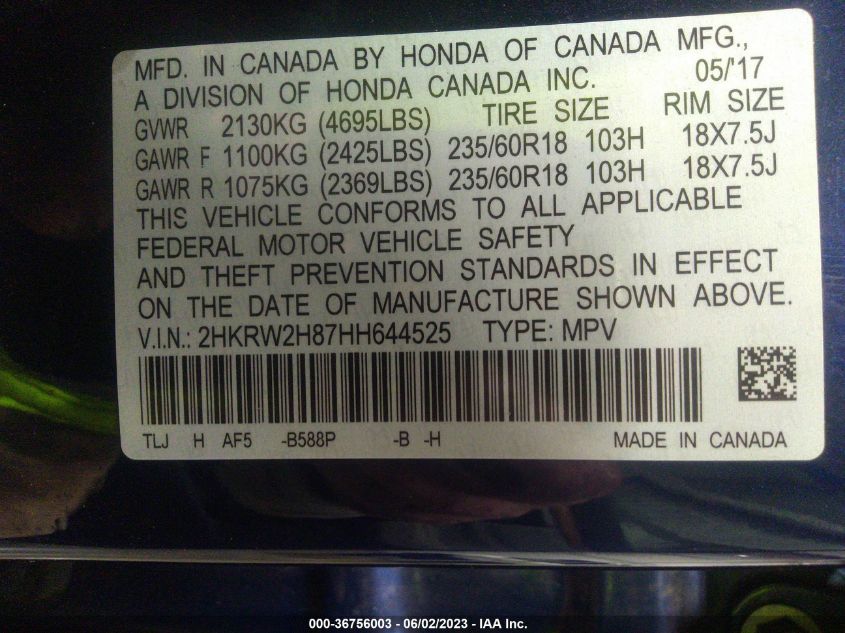 MFD. IN CANADA BY HONDA OF CANADA MFG.,
A DIVISION OF HONDA CANADA INC. 05/'17
GVWR 2130KG (4695LBS) TIRE SIZE RIM SIZE
GAWR F 1100KG (2425LBS) 235/60R18 103H 18X7.5J
GAWR R 1075KG (2369LBS) 235/60R18 103H 18X7.5J
THIS VEHICLE CONFORMS TO ALL APPLICABLE
FEDERAL MOTOR VEHICLE SAFETY
AND THEFT PREVENTION STANDARDS IN EFFECT
ON THE DATE OF MANUFACTURE SHOWN ABOVE.
V.I.N.: 2HKRW2H87HH644525 TYPE: MPV
TLJ H AF5 -B588P -B -H MADE IN CANADA
000-36756003 - 06/02/2023 - IAA Inc.